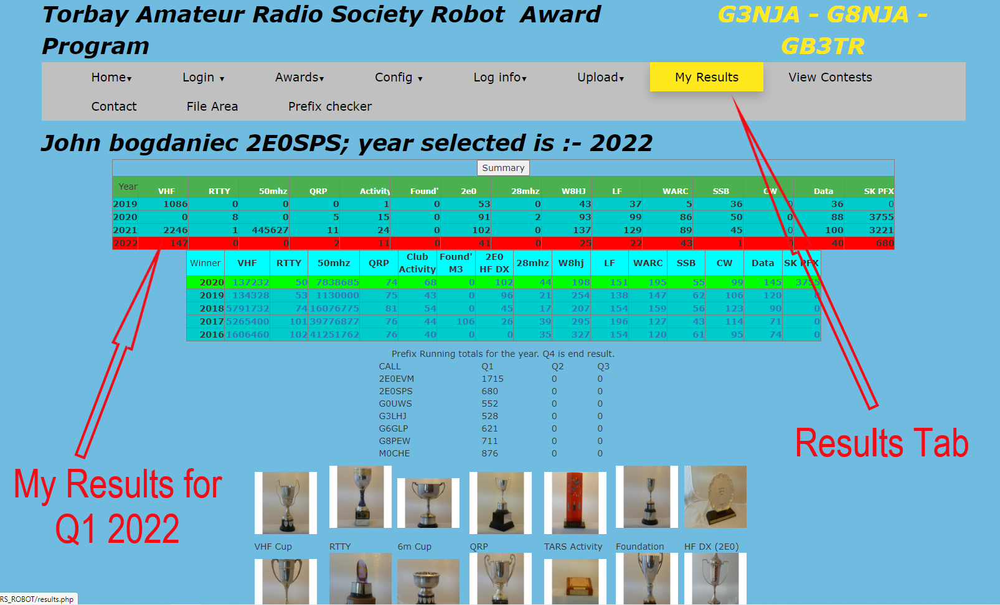 Torbay Amateur Radio Society Robot Award
Program
G3NJA – G8NJA –
GB3TR
Home▾ Login ▾ Awards▾ Config ▾ Log info▾ Upload▾ My Results View Contests
Contact File Area Prefix checker
John bogdaniec 2E0SPS; year selected is :- 2022
Summary
Year VHF RTTY 50mhz QRP Activity Found' 2e0 28mhz W8HJ LF WARC SSB CW Data SK PFX
2019 1086 0 0 0 1 0 53 0 43 37 5 36 0 36 0
2020 0 8 0 5 15 0 91 2 93 99 86 50 0 88 3755
2021 2246 1 445627 11 24 0 102 0 137 129 89 45 0 100 3221
2022 147 0 0 2 11 0 41 0 25 22 43 1 0 40 680
Winner VHF RTTY 50mhz QRP Club Activity Found' M3 2E0 HF DX 28mhz W8hj LF WARC SSB CW Data SK PFX
2020 137232 50 7838685 74 68 0 102 44 198 151 195 55 99 145 3755
2019 134328 53 1130000 75 43 0 96 21 254 138 147 62 106 120 0
2018 5791732 74 16076775 81 54 0 45 17 207 154 159 56 123 90 0
2017 5265400 101 39776877 76 44 106 26 39 295 196 127 43 114 71 0
2016 1606460 102 41251762 76 40 0 0 35 327 154 120 61 95 74 0
Prefix Running totals for the year. Q4 is end result.
CALL Q1 Q2 Q3
2E0EVM 1715 0 0
2E0SPS 680 0 0
G0UWS 552 0 0
G3LHJ 528 0 0
G6GLP 621 0 0
G8PEW 711 0 0
M0CHE 876 0 0
Results Tab
My Results for
Q1 2022
VHF Cup RTTY 6m Cup QRP TARS Activity Foundation HF DX (2E0)
RS_ROBOT/results.php